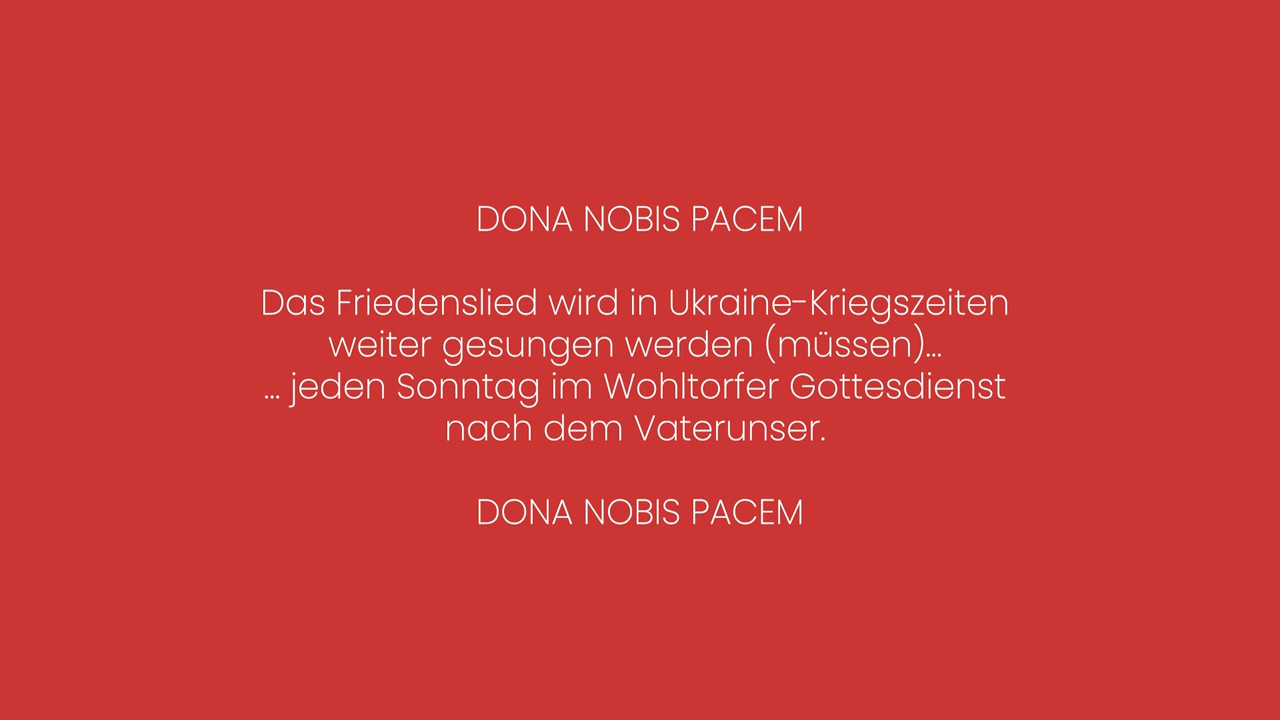 DONA NOBIS PACEM
Das Friedenslied wird in Ukraine-Kriegszeiten
weiter gesungen werden (müssen)...
... jeden Sonntag im Wohltorfer Gottesdienst
nach dem Vaterunser.
DONA NOBIS PACEM